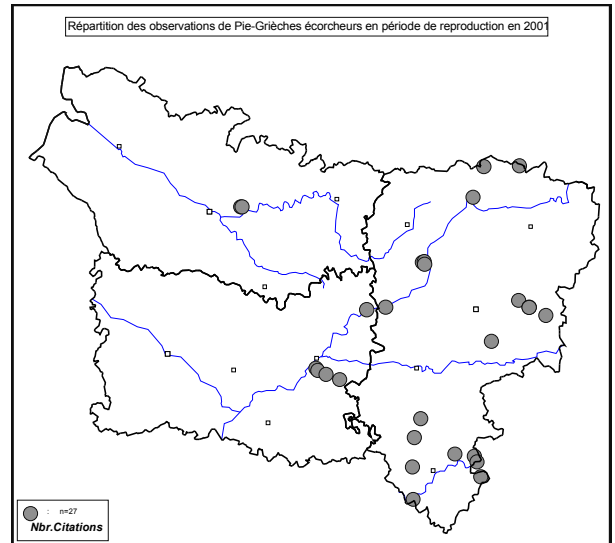 Répartition des observations de Pie-Grièches écorcheurs en période de reproduction en 2001
: n=27
Nbr.Citations